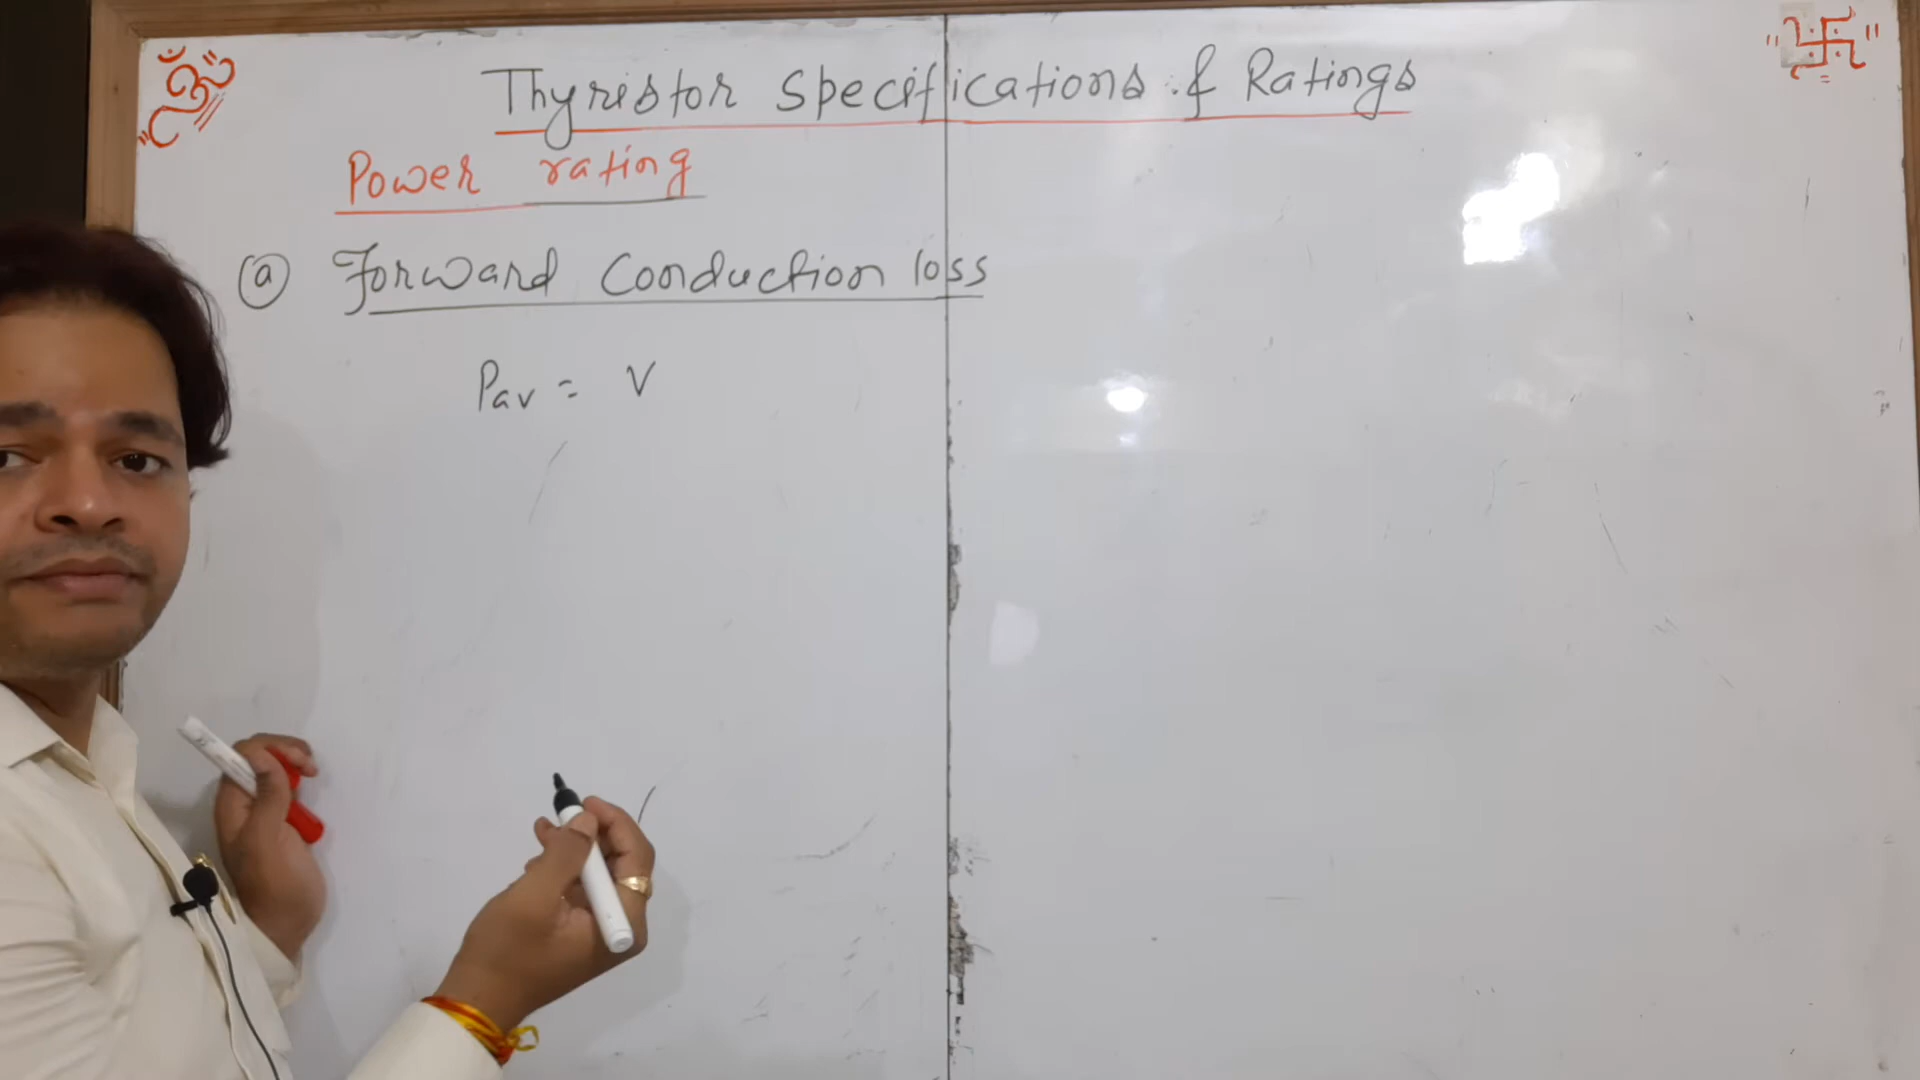 ॐ
Thyristor Specifications & Ratings
Power rating
(a) Forward Conduction loss
Pav = V